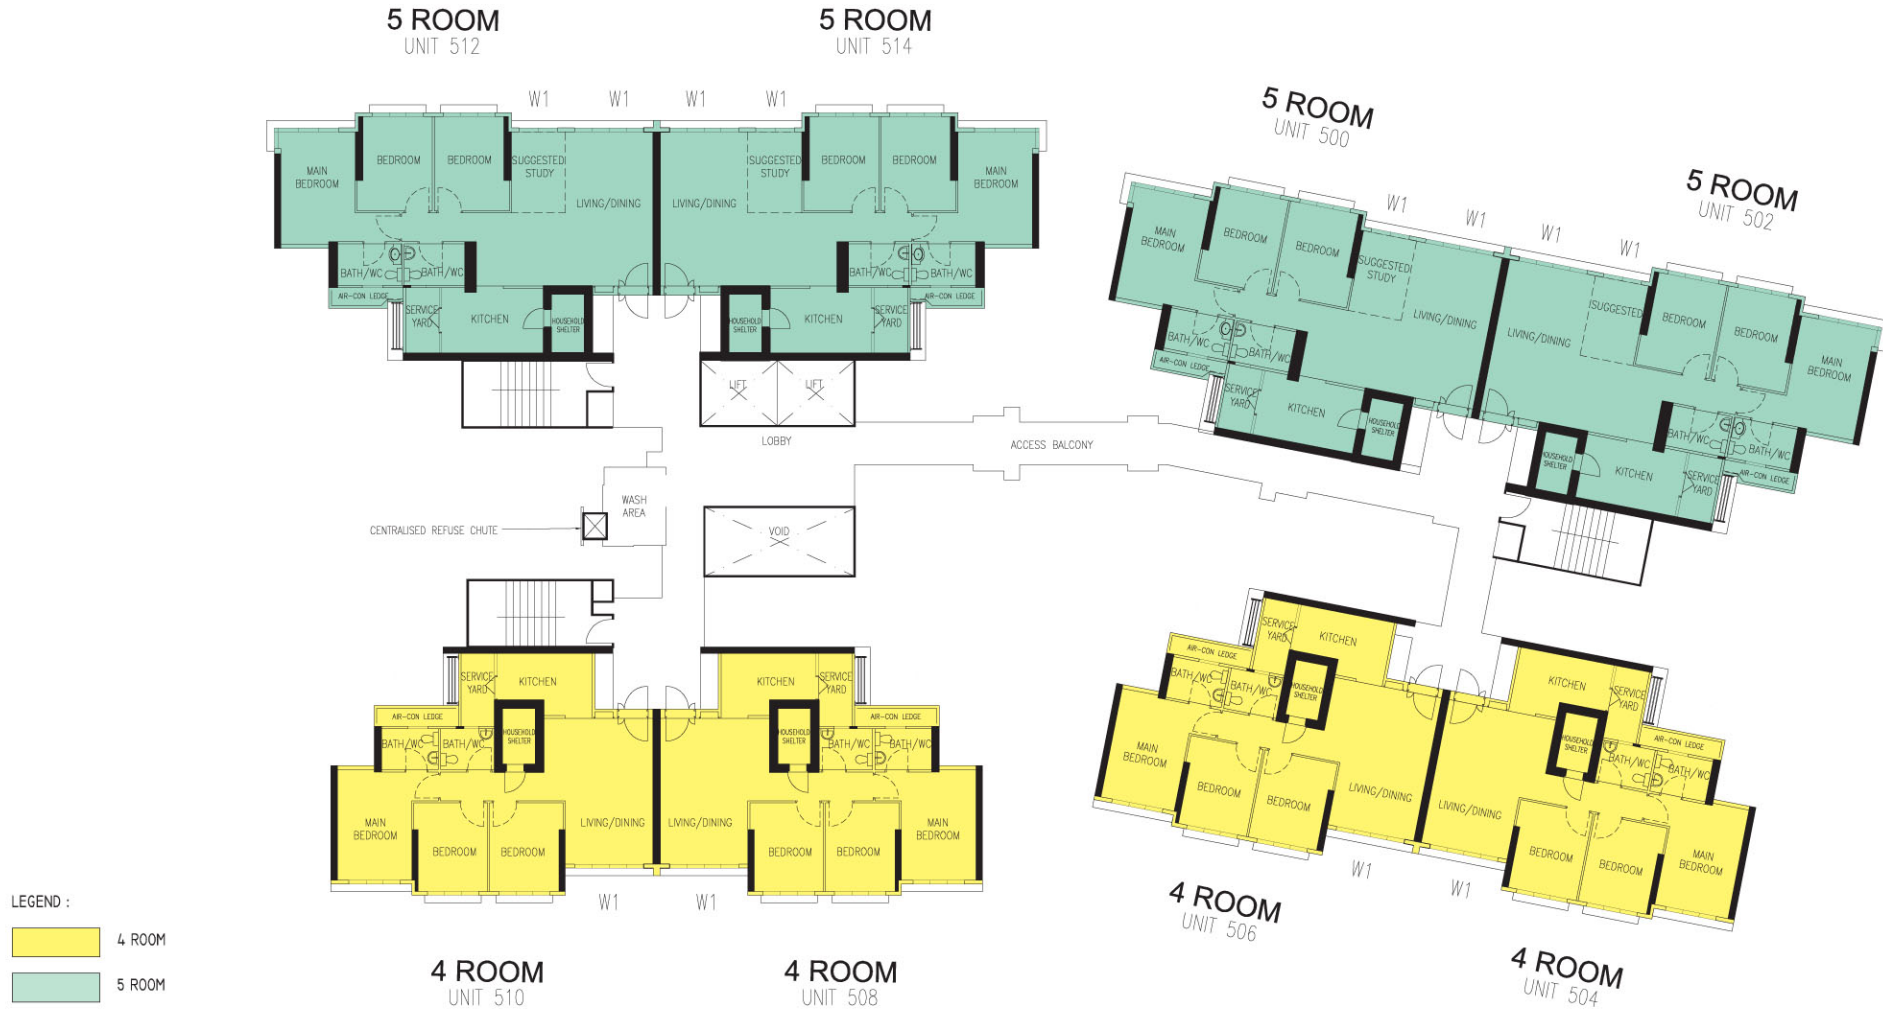 5 ROOM
UNIT 512
5 ROOM
UNIT 514
5 ROOM
UNIT 500
5 ROOM
UNIT 502
W1
W1
W1
W1
MAIN
BEDROOM
BEDROOM
BEDROOM
SUGGESTED
STUDY
LIVING/DINING
BATH/WC
BATH/WC
AIR-CON LEDGE
SERVICE
YARD
KITCHEN
HOUSEHOLD
SHELTER
LIVING/DINING
SUGGESTED
STUDY
BEDROOM
BEDROOM
MAIN
BEDROOM
BATH/WC
BATH/WC
AIR-CON LEDGE
HOUSEHOLD
SHELTER
KITCHEN
SERVICE
YARD
W1
W1
W1
W1
MAIN
BEDROOM
BEDROOM
BEDROOM
SUGGESTED
STUDY
LIVING/DINING
BATH/WC
BATH/WC
AIR-CON LEDGE
SERVICE
YARD
KITCHEN
HOUSEHOLD
SHELTER
LIVING/DINING
SUGGESTED
BEDROOM
BEDROOM
MAIN
BEDROOM
BATH/WC
BATH/WC
AIR-CON LEDGE
HOUSEHOLD
SHELTER
KITCHEN
SERVICE
YARD
LIFT
LIFT
LOBBY
ACCESS BALCONY
WASH
AREA
CENTRALISED REFUSE CHUTE
VOID
SERVICE
YARD
KITCHEN
AIR-CON LEDGE
BATH/WC
BATH/WC
HOUSEHOLD
SHELTER
MAIN
BEDROOM
BEDROOM
BEDROOM
LIVING/DINING
KITCHEN
SERVICE
YARD
AIR-CON LEDGE
HOUSEHOLD
SHELTER
BATH/WC
BATH/WC
LIVING/DINING
BEDROOM
BEDROOM
MAIN
BEDROOM
W1
W1
SERVICE
YARD
KITCHEN
AIR-CON LEDGE
BATH/WC
BATH/WC
HOUSEHOLD
SHELTER
MAIN
BEDROOM
BEDROOM
BEDROOM
LIVING/DINING
KITCHEN
SERVICE
YARD
AIR-CON LEDGE
HOUSEHOLD
SHELTER
BATH/WC
BATH/WC
LIVING/DINING
BEDROOM
BEDROOM
MAIN
BEDROOM
W1
W1
4 ROOM
UNIT 510
4 ROOM
UNIT 508
4 ROOM
UNIT 506
4 ROOM
UNIT 504
LEGEND :
4 ROOM
5 ROOM